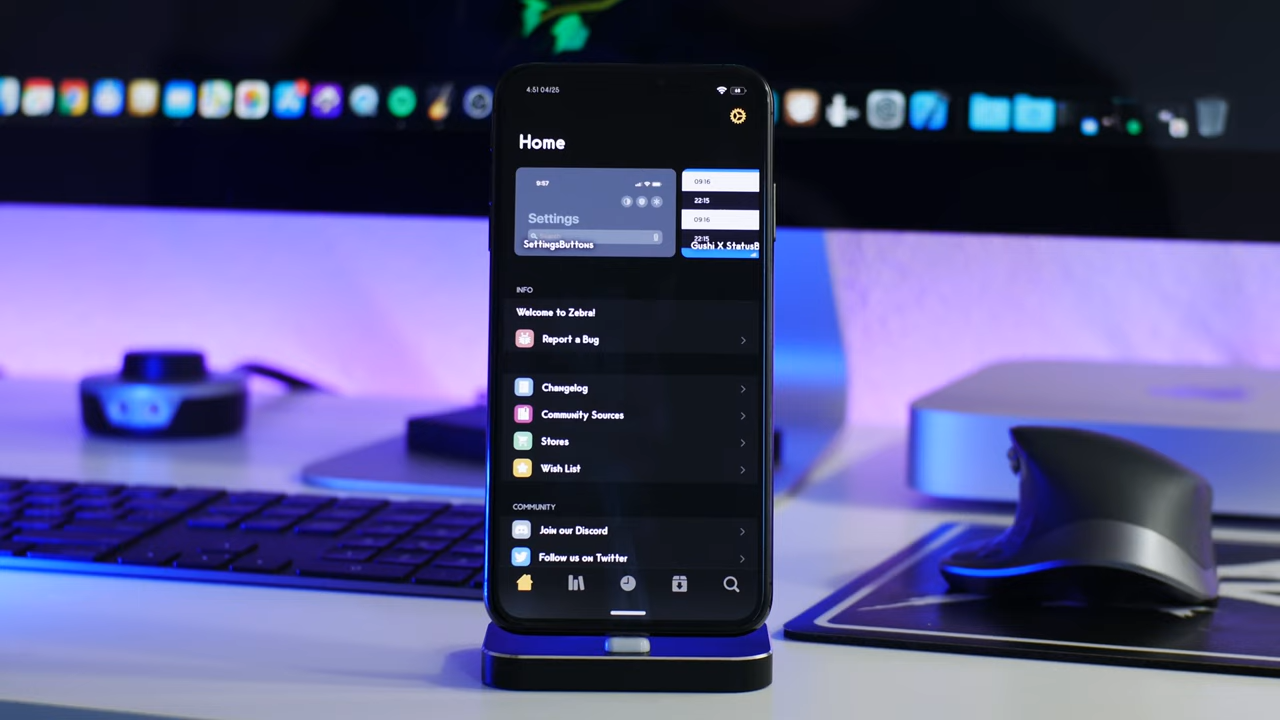 4:51 04/25
68
Home
9:57
Settings
SettingsButtons
09:16
22:15
09:16
22:15
Gushi X StatusB
INFO
Welcome to Zebra!
Report a Bug
Changelog
Community Sources
Stores
Wish List
COMMUNITY
Join our Discord
Follow us on Twitter